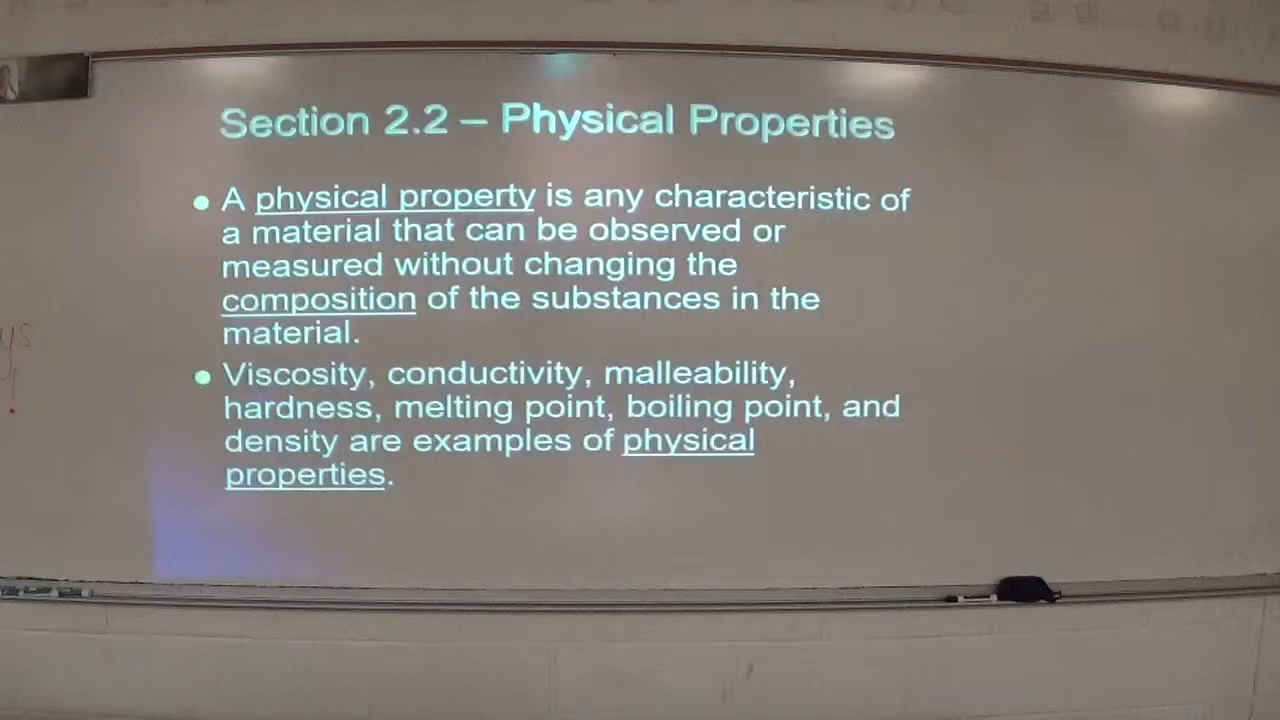 Section 2.2 – Physical Properties
• A physical property is any characteristic of
a material that can be observed or
measured without changing the
composition of the substances in the
material.
• Viscosity, conductivity, malleability,
hardness, melting point, boiling point, and
density are examples of physical
properties.